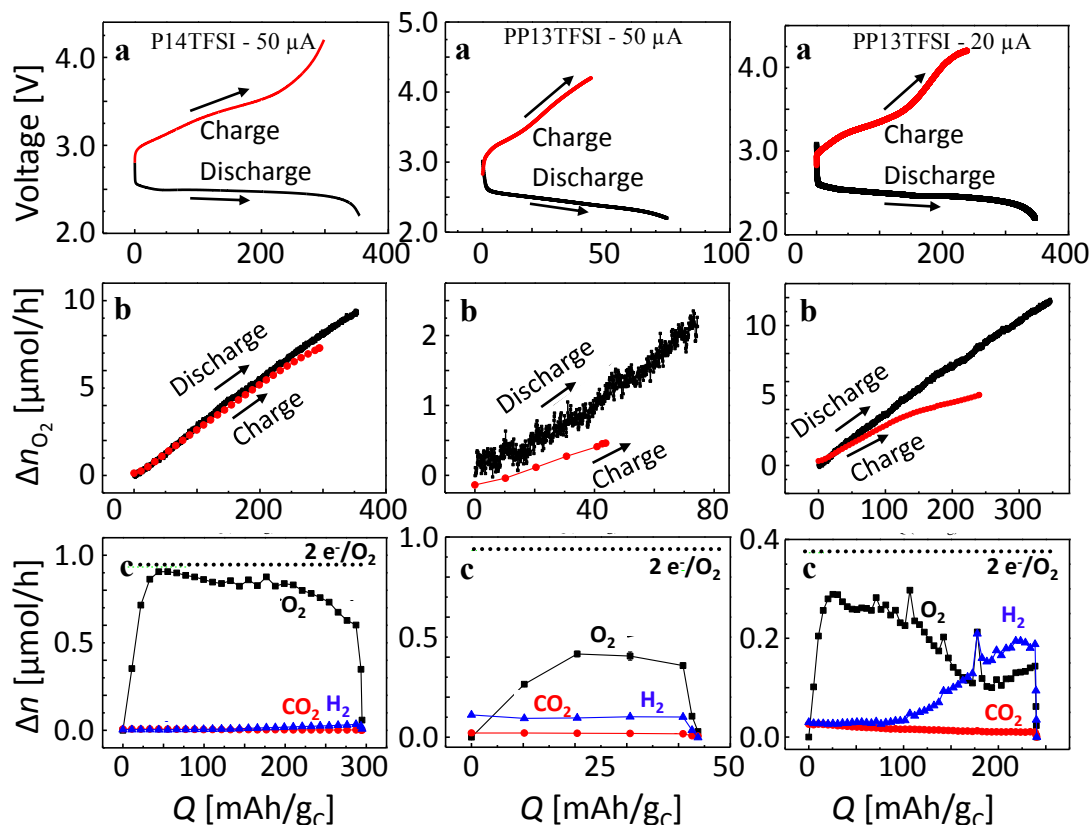 a P14TFSI - 50 µA
Voltage [V]
4.0
3.0
2.0
Charge
Discharge
0 200 400
a PP13TFSI - 50 µA
5.0
4.0
3.0
2.0
Charge
Discharge
0 50 100
a PP13TFSI - 20 µA
4.0
3.0
2.0
Charge
Discharge
0 100 200 300
b
ΔnO2 [µmol/h]
10
5
0
Discharge
Charge
0 100 200 300 400
b
2
1
0
Discharge
Charge
0 40 80
b
10
5
0
Discharge
Charge
0 100 200 300
c
Δn [µmol/h]
1.0
0.5
0.0
2 e-/O2
O2
CO2 H2
0 100 200 300
Q [mAh/gC]
c
1.0
0.5
0.0
2 e-/O2
O2
CO2 H2
0 25 50
Q [mAh/gC]
c
0.4
0.2
0.0
2 e-/O2
O2
H2
CO2
0 100 200
Q [mAh/gC]